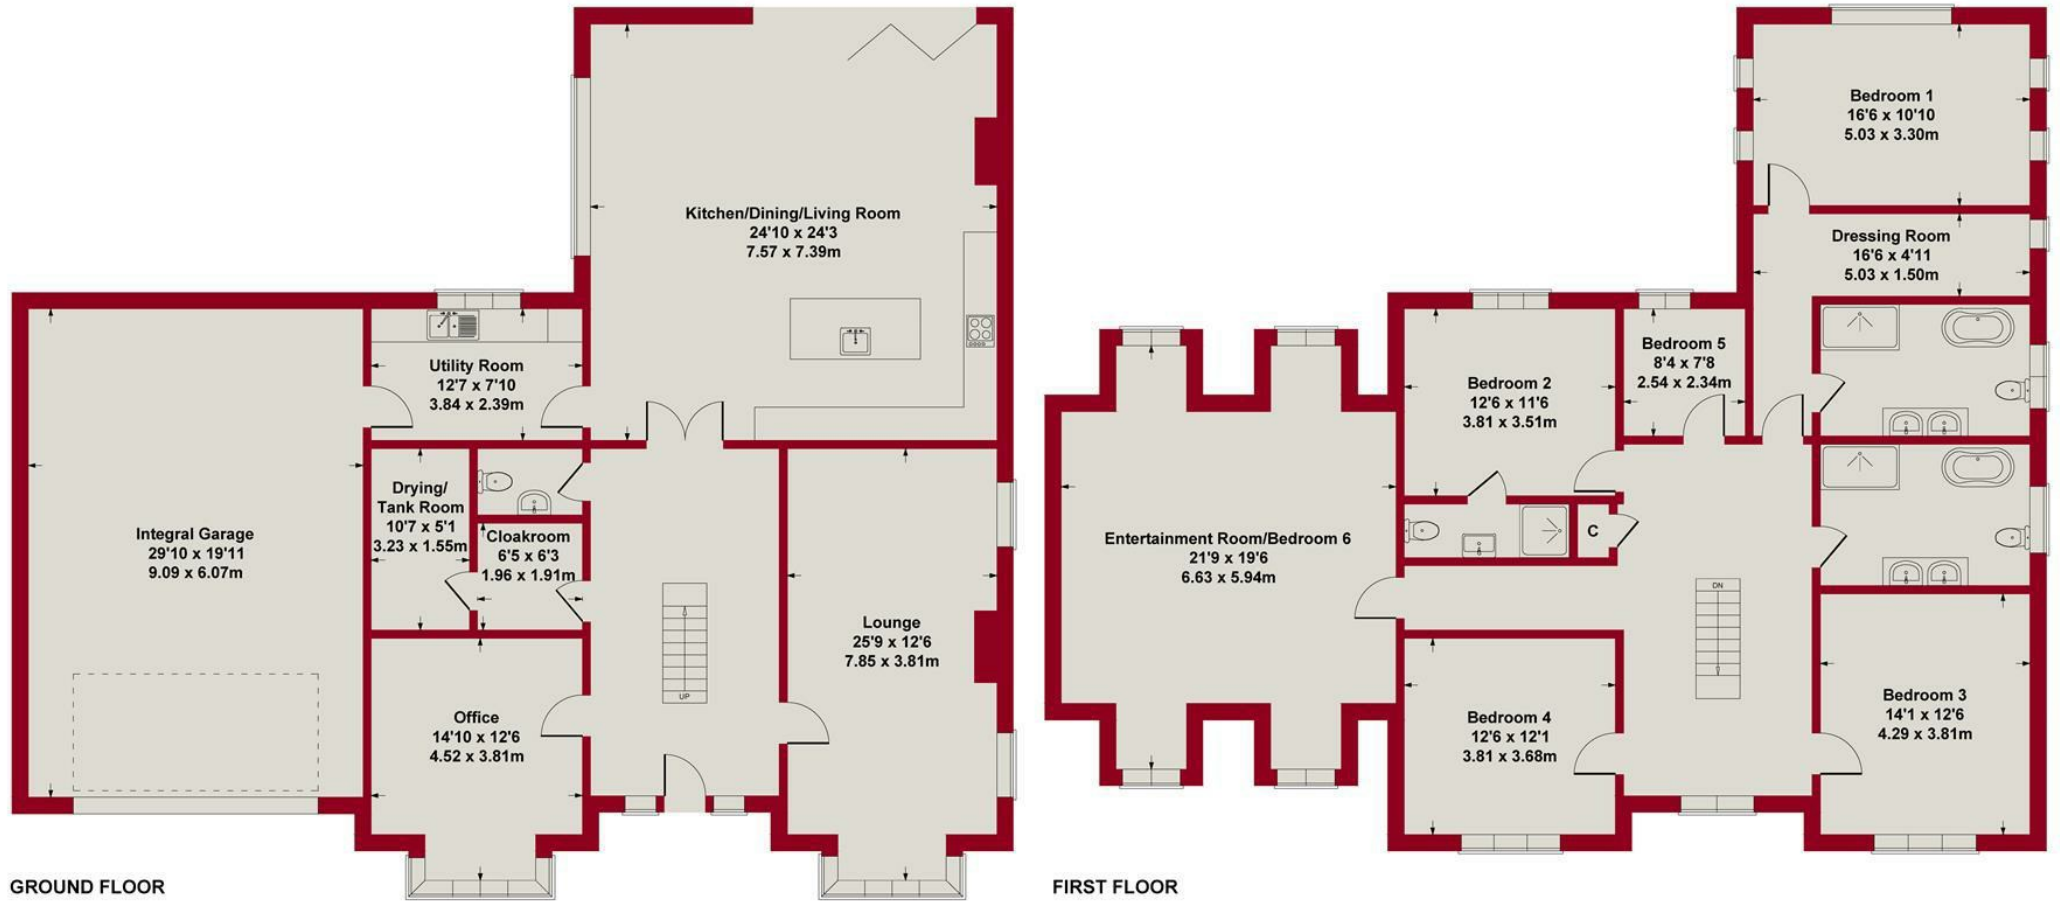 Kitchen/Dining/Living Room
24'10 x 24'3
7.57 x 7.39m
Utility Room
12'7 x 7'10
3.84 x 2.39m
Drying/
Tank Room
10'7 x 5'1
3.23 x 1.55m
Cloakroom
6'5 x 6'3
1.96 x 1.91m
Integral Garage
29'10 x 19'11
9.09 x 6.07m
Lounge
25'9 x 12'6
7.85 x 3.81m
UP
Office
14'10 x 12'6
4.52 x 3.81m
GROUND FLOOR
Bedroom 1
16'6 x 10'10
5.03 x 3.30m
Dressing Room
16'6 x 4'11
5.03 x 1.50m
Bedroom 5
8'4 x 7'8
2.54 x 2.34m
Bedroom 2
12'6 x 11'6
3.81 x 3.51m
C
Entertainment Room/Bedroom 6
21'9 x 19'6
6.63 x 5.94m
DN
Bedroom 3
14'1 x 12'6
4.29 x 3.81m
Bedroom 4
12'6 x 12'1
3.81 x 3.68m
FIRST FLOOR